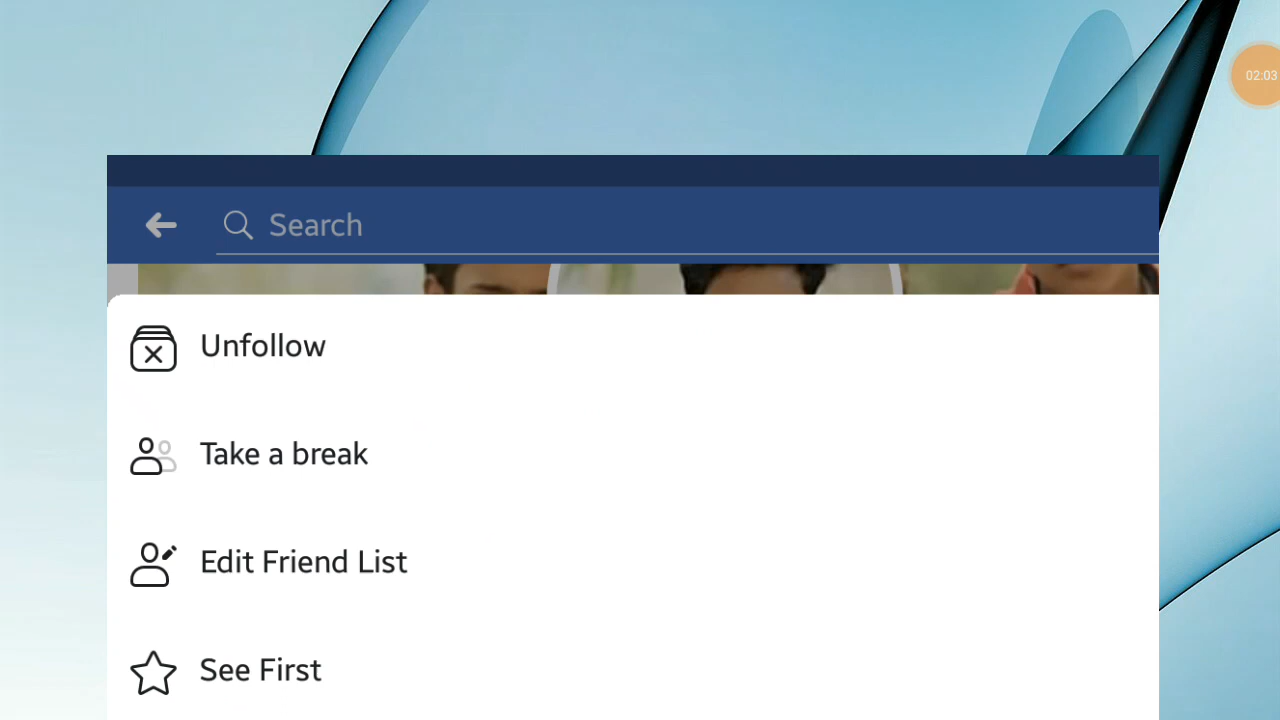 02:03
Search
Unfollow
Take a break
Edit Friend List
See First